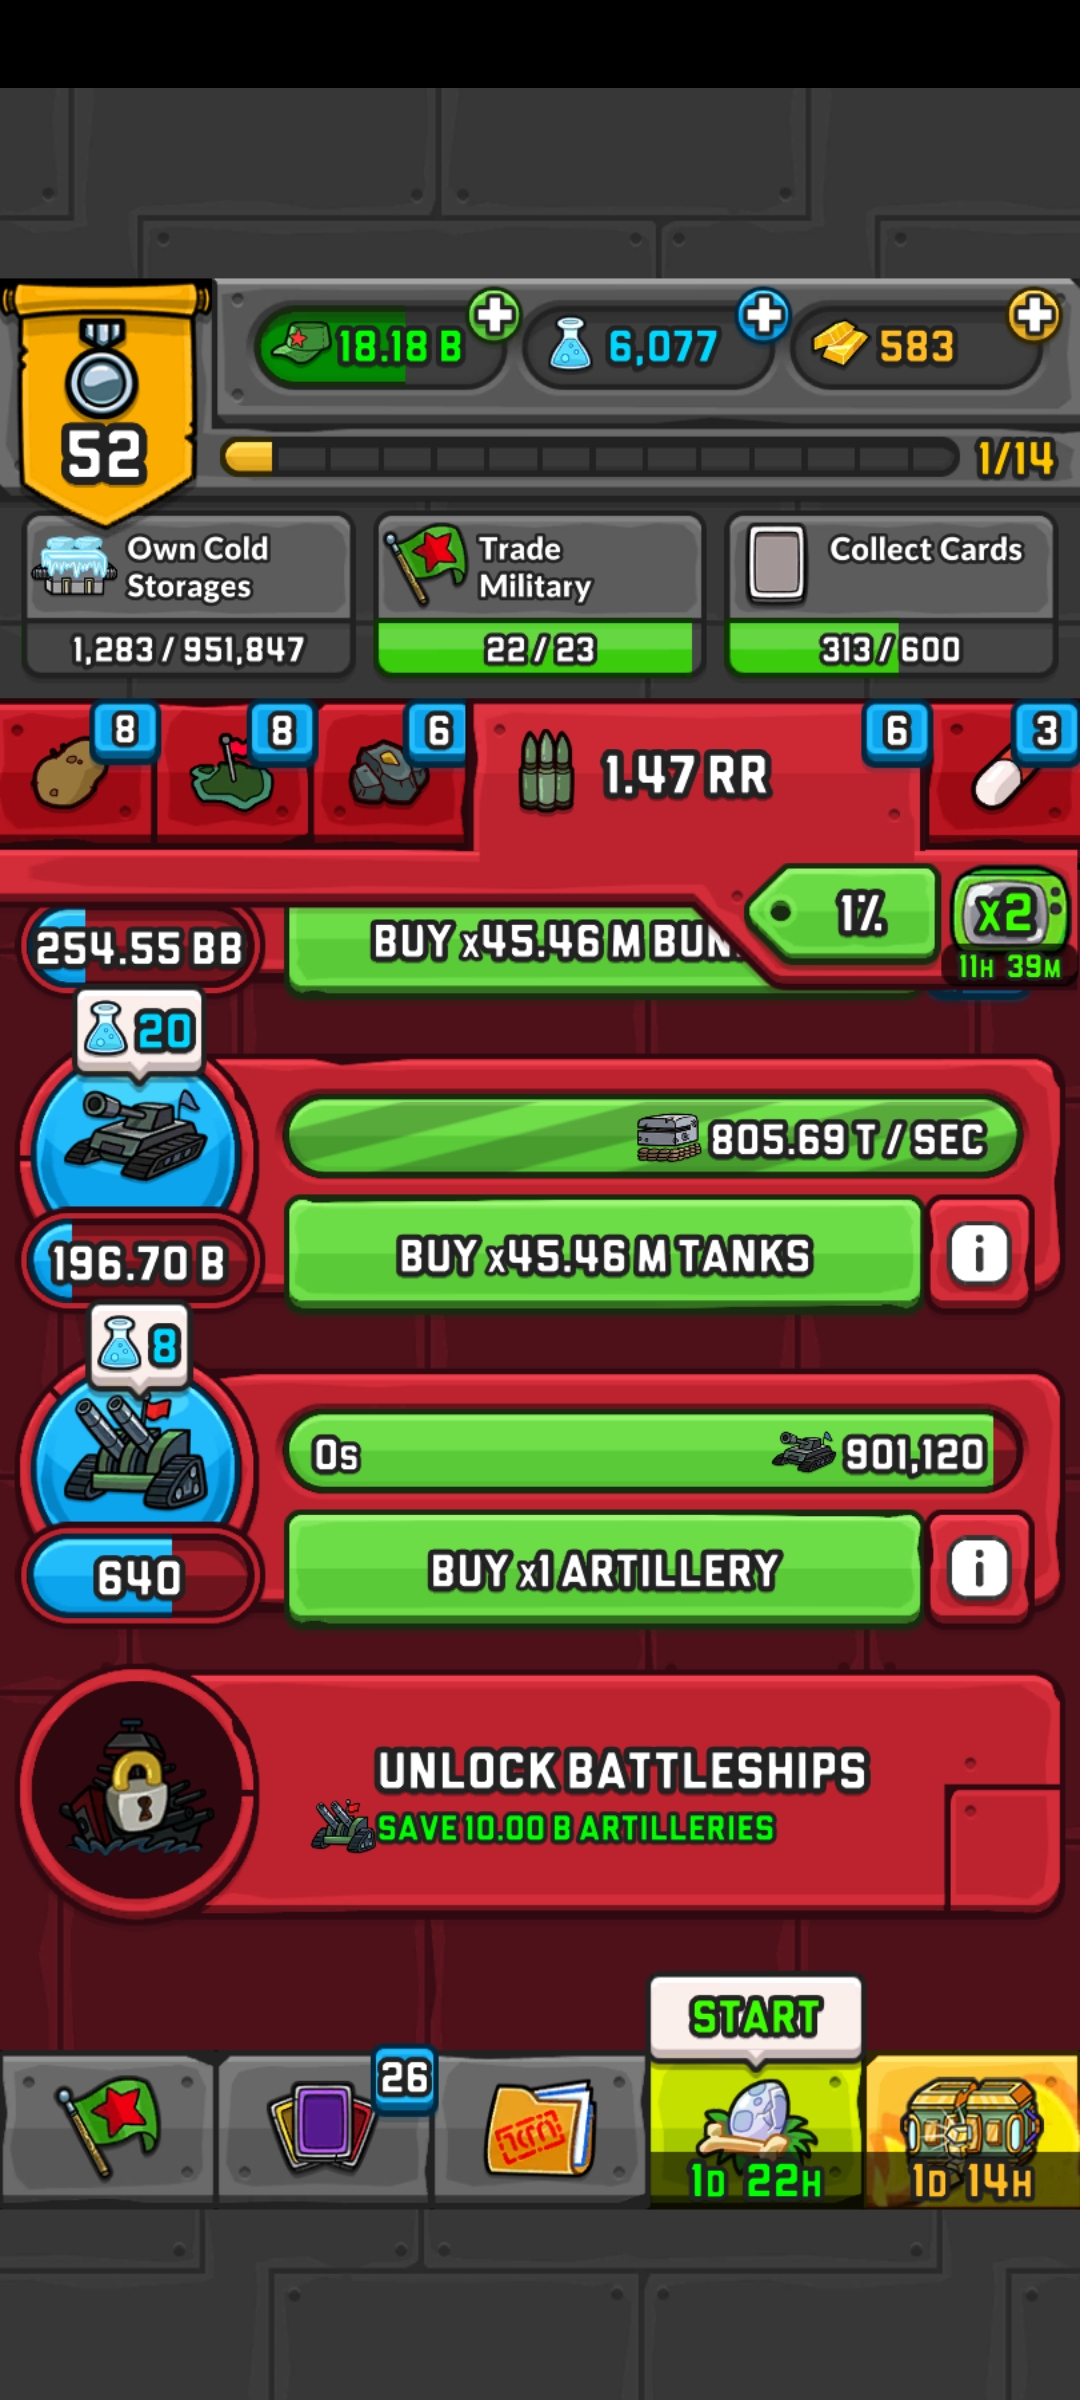 18.18 B
6,077
583
52
1/14
Own Cold
Storages
1,283 / 951,847
Trade
Military
22 / 23
Collect Cards
313 / 600
8
8
6
1.47 RR
6
3
1%
x2
11H 39M
254.55 BB
BUY x45.46 M BUN
20
805.69 T / SEC
196.70 B
BUY x45.46 M TANKS
i
8
0s
901,120
640
BUY x1 ARTILLERY
i
UNLOCK BATTLESHIPS
SAVE 10.00 B ARTILLERIES
START
26
1D 22H
1D 14H